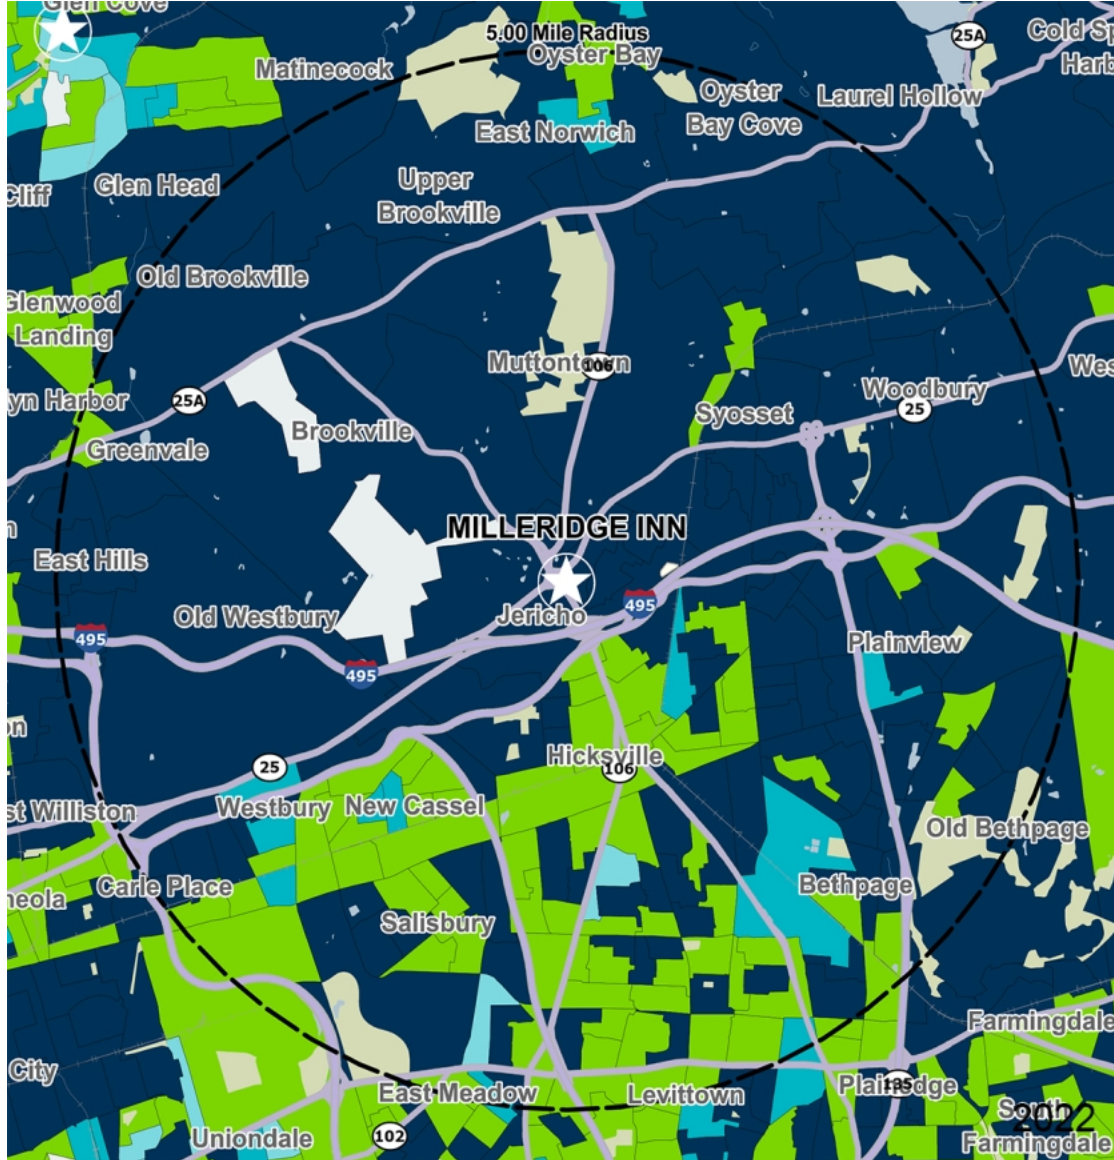 Glen Cove
5.00 Mile Radius
25A
Cold Sp
Harb
Oyster Bay
Matinecock
Oyster
Bay Cove
Laurel Hollow
East Norwich
Cliff
Glen Head
Upper
Brookville
Old Brookville
Glenwood
Landing
Muttontown
106
Wes
yn Harbor
25A
Woodbury
25
Syosset
Brookville
Greenvale
MILLERIDGE INN
n
East Hills
495
Old Westbury
Jericho
495
Plainview
495
on
Hicksville
106
25
st Williston
Westbury
New Cassel
Old Bethpage
neola
Carle Place
Bethpage
Salisbury
Farmingdale
City
East Meadow
Levittown
Plainedge
135
2022
South
Farmingdale
Uniondale
102